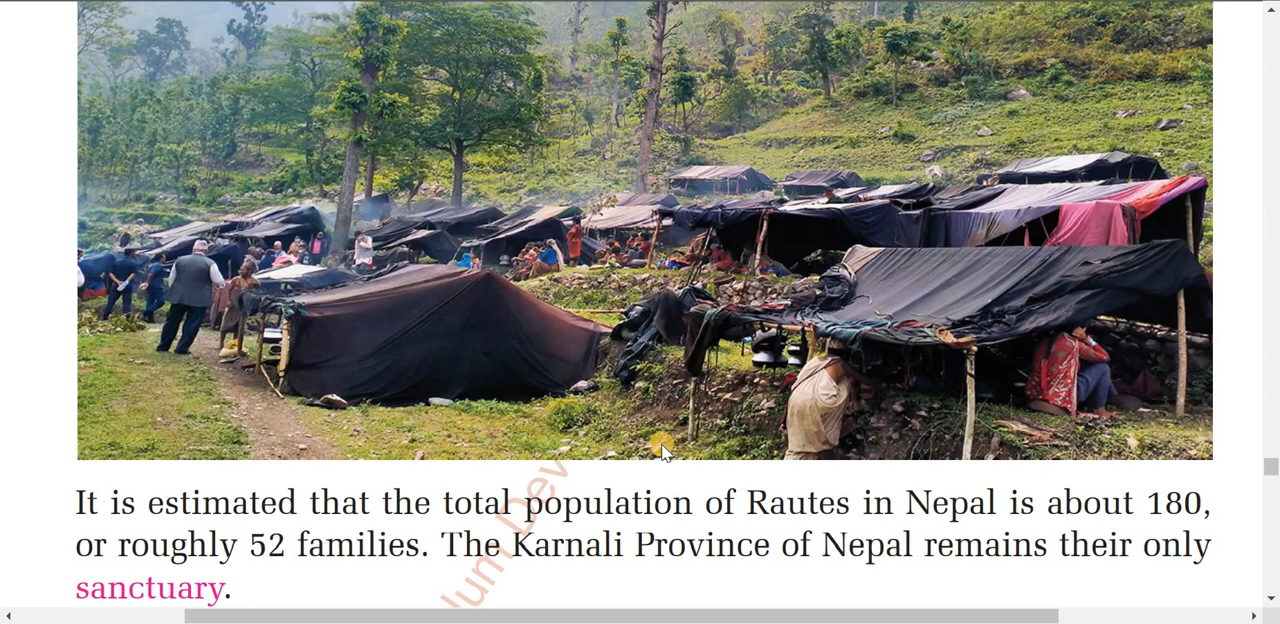 It is estimated that the total population of Rautes in Nepal is about 180,
or roughly 52 families. The Karnali Province of Nepal remains their only
sanctuary.